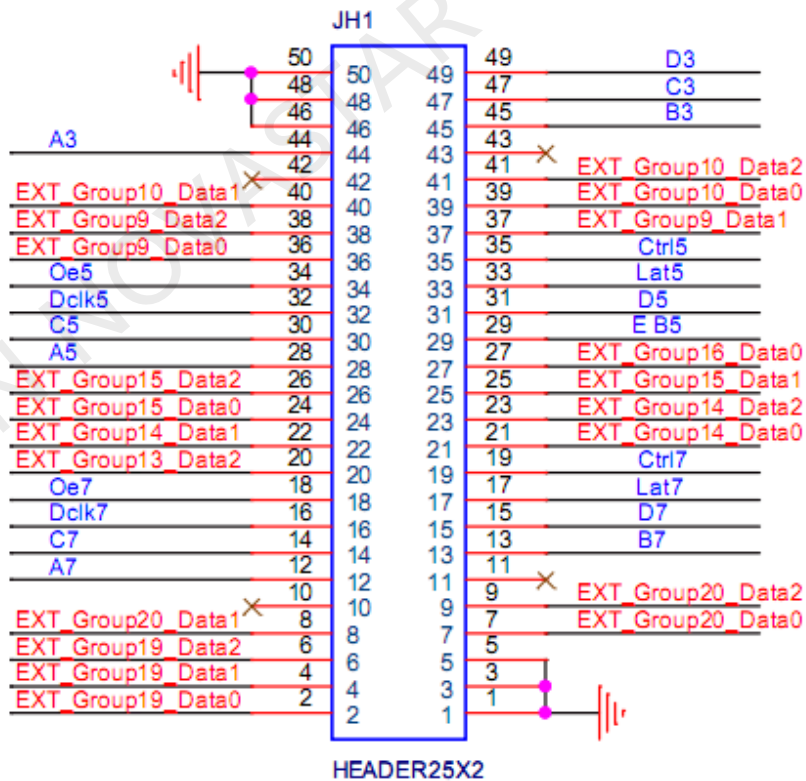 JH1
50 50 49 49 D3
48 48 47 47 C3
46 46 45 45 B3
A3 44 44 43 43
42 42 41 41 EXT_Group10_Data2
EXT_Group10_Data1 40 40 39 39 EXT_Group10_Data0
EXT_Group9_Data2 38 38 37 37 EXT_Group9_Data1
EXT_Group9_Data0 36 36 35 35 Ctrl5
Oe5 34 34 33 33 Lat5
Dclk5 32 32 31 31 D5
C5 30 30 29 29 E B5
A5 28 28 27 27 EXT_Group16_Data0
EXT_Group15_Data2 26 26 25 25 EXT_Group15_Data1
EXT_Group15_Data0 24 24 23 23 EXT_Group14_Data2
EXT_Group14_Data1 22 22 21 21 EXT_Group14_Data0
EXT_Group13_Data2 20 20 19 19 Ctrl7
Oe7 18 18 17 17 Lat7
Dclk7 16 16 15 15 D7
C7 14 14 13 13 B7
A7 12 12 11 11
10 10 9 9 EXT_Group20_Data2
EXT_Group20_Data1 8 8 7 7 EXT_Group20_Data0
EXT_Group19_Data2 6 6 5 5
EXT_Group19_Data1 4 4 3 3
EXT_Group19_Data0 2 2 1 1
HEADER25X2
NOVASTAR